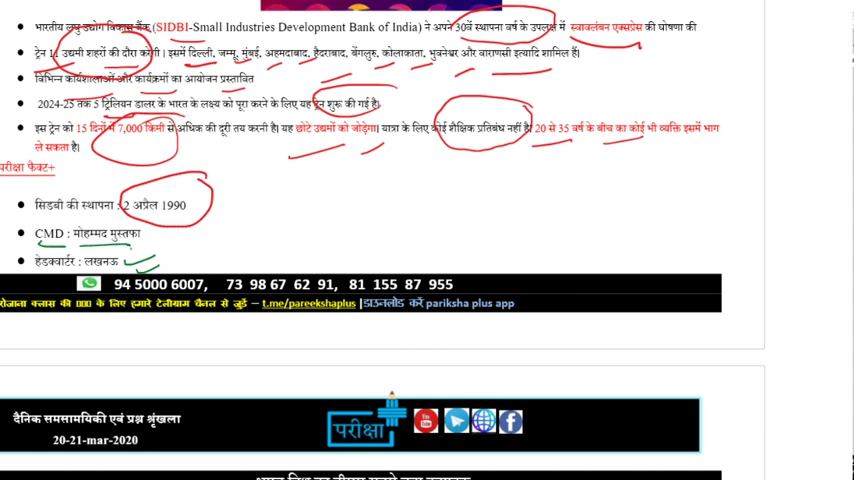 भारतीय लघु उद्योग विकास बैंक (SIDBI-Small Industries Development Bank of India) ने अपने 30वें स्थापना वर्ष के उपलक्ष में स्वावलंबन एक्सप्रेस की घोषणा की
ट्रेन 11 उद्यमी शहरों की दौरा करेगी। इसमें दिल्ली, जम्मू, मुंबई, अहमदाबाद, हैदराबाद, बेंगलुरु, कोलाकाता, भुवनेश्वर और वाराणसी इत्यादि शामिल हैं।
विभिन्न कार्यशालाओं और कार्यक्रमों का आयोजन प्रस्तावित
2024-25 तक 5 ट्रिलियन डालर के भारत के लक्ष्य को पूरा करने के लिए यह ट्रेन शुरू की गई है।
इस ट्रेन को 15 दिनों में 7,000 किमी से अधिक की दूरी तय करनी है। यह छोटे उद्यमों को जोड़ेगा। यात्रा के लिए कोई शैक्षिक प्रतिबंध नहीं है। 20 से 35 वर्ष के बीच का कोई भी व्यक्ति इसमें भाग
ले सकता है।
परीक्षा फैक्ट+
सिडबी की स्थापना : 2 अप्रैल 1990
CMD : मोहम्मद मुस्तफा
हेडक्वार्टर : लखनऊ
94 5000 6007, 73 98 67 62 91, 81 155 87 955
रोजाना क्लास की के लिए हमारे टेलीग्राम चैनल से जुड़ें – t.me/pareekshaplus |डाउनलोड करें pariksha plus app
दैनिक समसामयिकी एवं प्रश्न श्रृंखला
20-21-mar-2020
परीक्षा
You Tube